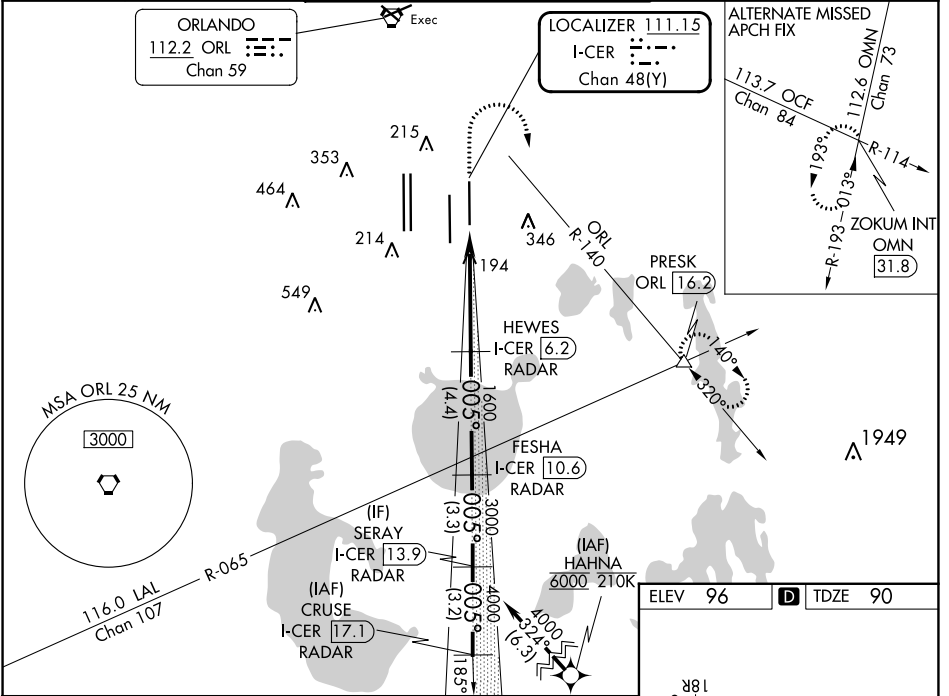 ORLANDO
112.2 ORL
Chan 59
Exec
LOCALIZER 111.15
I-CER
Chan 48(Y)
ALTERNATE MISSED
APCH FIX
113.7 OCF
Chan 84
112.6 OMN
Chan 73
193°
013°
R-193
R-114
ZOKUM INT
OMN
31.8
215
353
464
214
549
346
194
ORL
R-140
PRESK
ORL 16.2
140°
320°
HEWES
I-CER 6.2
RADAR
1600
005°
(4.4)
MSA ORL 25 NM
3000
FESHA
I-CER 10.6
RADAR
1949
3000
005°
(3.3)
(IF)
SERAY
I-CER 13.9
RADAR
R-065
116.0 LAL
Chan 107
(IAF)
CRUSE
I-CER 17.1
RADAR
4000
005°
(3.2)
185°
(IAF)
HAHNA
6000 210K
4000
324°
(6.3)
ELEV 96 D TDZE 90
18R